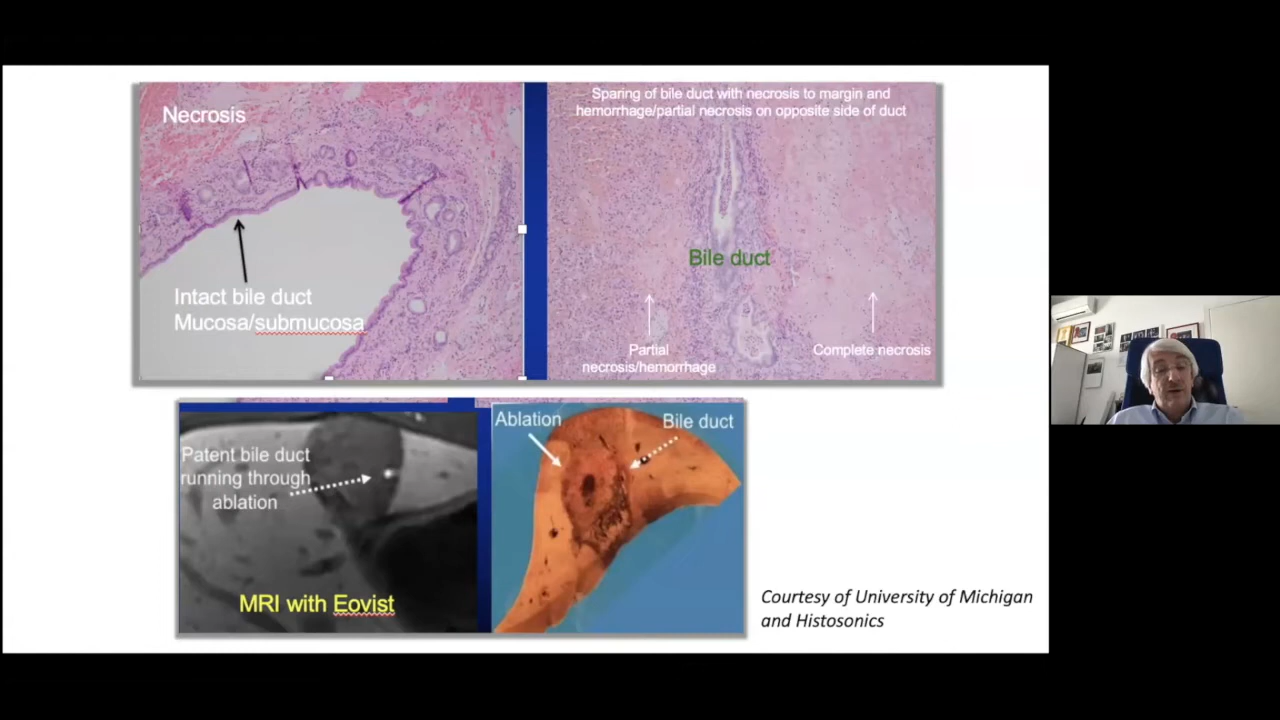 Necrosis
Intact bile duct
Mucosa/submucosa
Sparing of bile duct with necrosis to margin and
hemorrhage/partial necrosis on opposite side of duct
Bile duct
Partial
necrosis/hemorrhage
Complete necrosis
Patent bile duct
running through
ablation
MRI with Eovist
Ablation
Bile duct
Courtesy of University of Michigan
and Histosonics